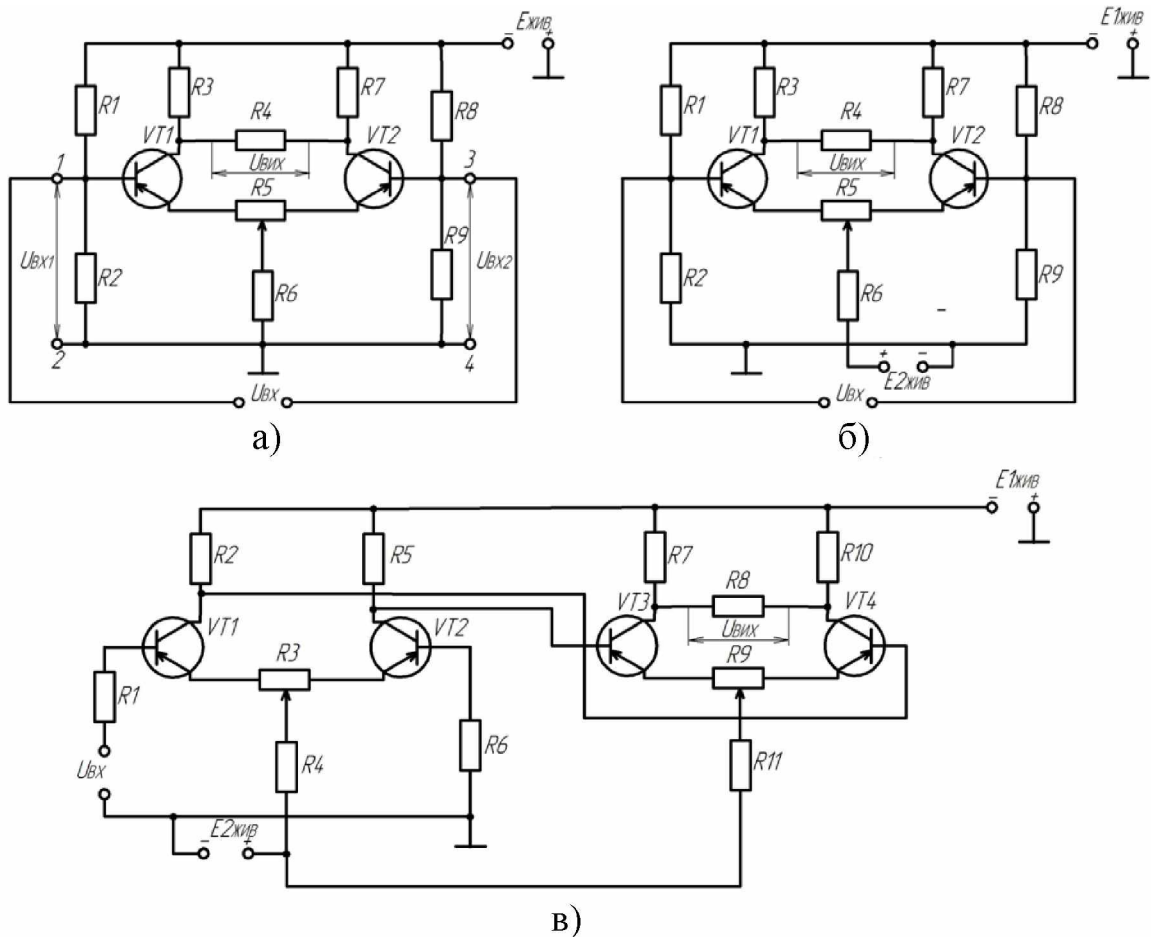 Eжив
- +
R1
R3
R7
R8
R4
VT1
VT2
Uвих
1
3
R5
Uвх1
R2
R6
R9
Uвх2
2
4
Uвх
а)
E1жив
- +
R1
R3
R7
R8
R4
VT1
VT2
Uвих
R5
R2
R6
R9
-
+ -
E2жив
Uвх
б)
E1жив
- +
R2
R5
R7
R10
R8
VT1
VT2
VT3
VT4
Uвих
R3
R9
R1
R4
R6
R11
Uвх
E2жив
- +
в)